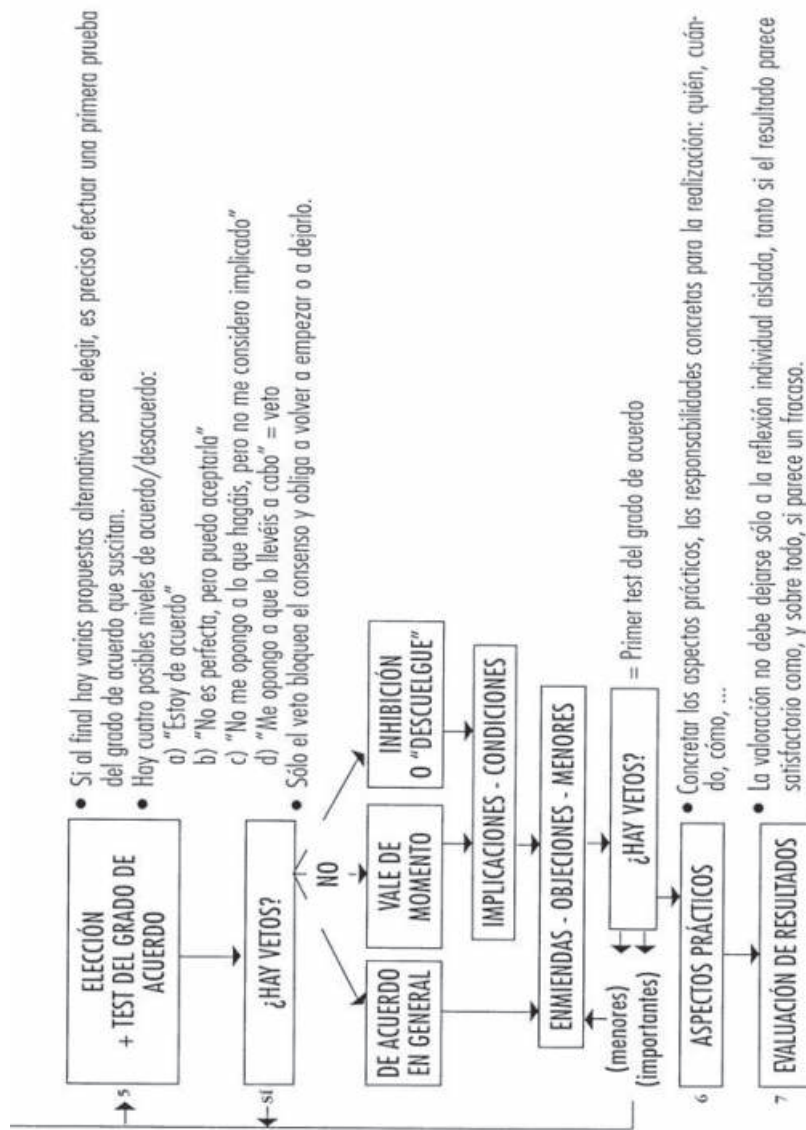 5
ELECCIÓN
+ TEST DEL GRADO DE
ACUERDO
● Si al final hay varias propuestas alternativas para elegir, es preciso efectuar una primera prueba
del grado de acuerdo que suscitan.
● Hay cuatro posibles niveles de acuerdo/desacuerdo:
a) "Estoy de acuerdo"
b) "No es perfecta, pero puedo aceptarla"
c) "No me opongo a lo que hagáis, pero no me considero implicado"
d) "Me opongo a que lo llevéis a cabo" = veto
● Sólo el veto bloquea el consenso y obliga a volver a empezar o a dejarlo.
sí
¿HAY VETOS?
NO
DE ACUERDO
EN GENERAL
VALE DE
MOMENTO
INHIBICIÓN
O "DESCUELGUE"
IMPLICACIONES - CONDICIONES
ENMIENDAS - OBJECIONES - MENORES
(menores)
(importantes)
¿HAY VETOS?
= Primer test del grado de acuerdo
6
ASPECTOS PRÁCTICOS
● Concretar los aspectos prácticos, las responsabilidades concretas para la realización: quién, cuán-
do, cómo, ...
7
EVALUACIÓN DE RESULTADOS
● La valoración no debe dejarse sólo a la reflexión individual aislada, tanto si el resultado parece
satisfactorio como, y sobre todo, si parece un fracaso.